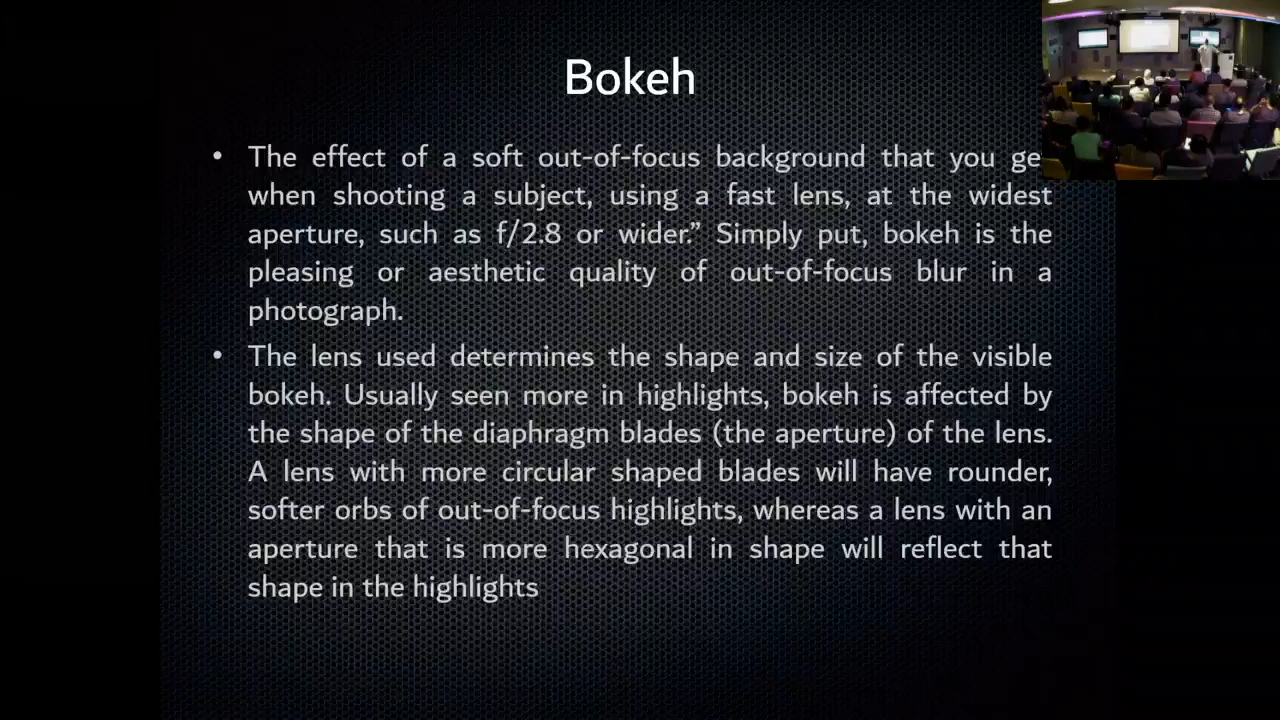 Bokeh
• The effect of a soft out-of-focus background that you ge
when shooting a subject, using a fast lens, at the widest
aperture, such as f/2.8 or wider.” Simply put, bokeh is the
pleasing or aesthetic quality of out-of-focus blur in a
photograph.
• The lens used determines the shape and size of the visible
bokeh. Usually seen more in highlights, bokeh is affected by
the shape of the diaphragm blades (the aperture) of the lens.
A lens with more circular shaped blades will have rounder,
softer orbs of out-of-focus highlights, whereas a lens with an
aperture that is more hexagonal in shape will reflect that
shape in the highlights